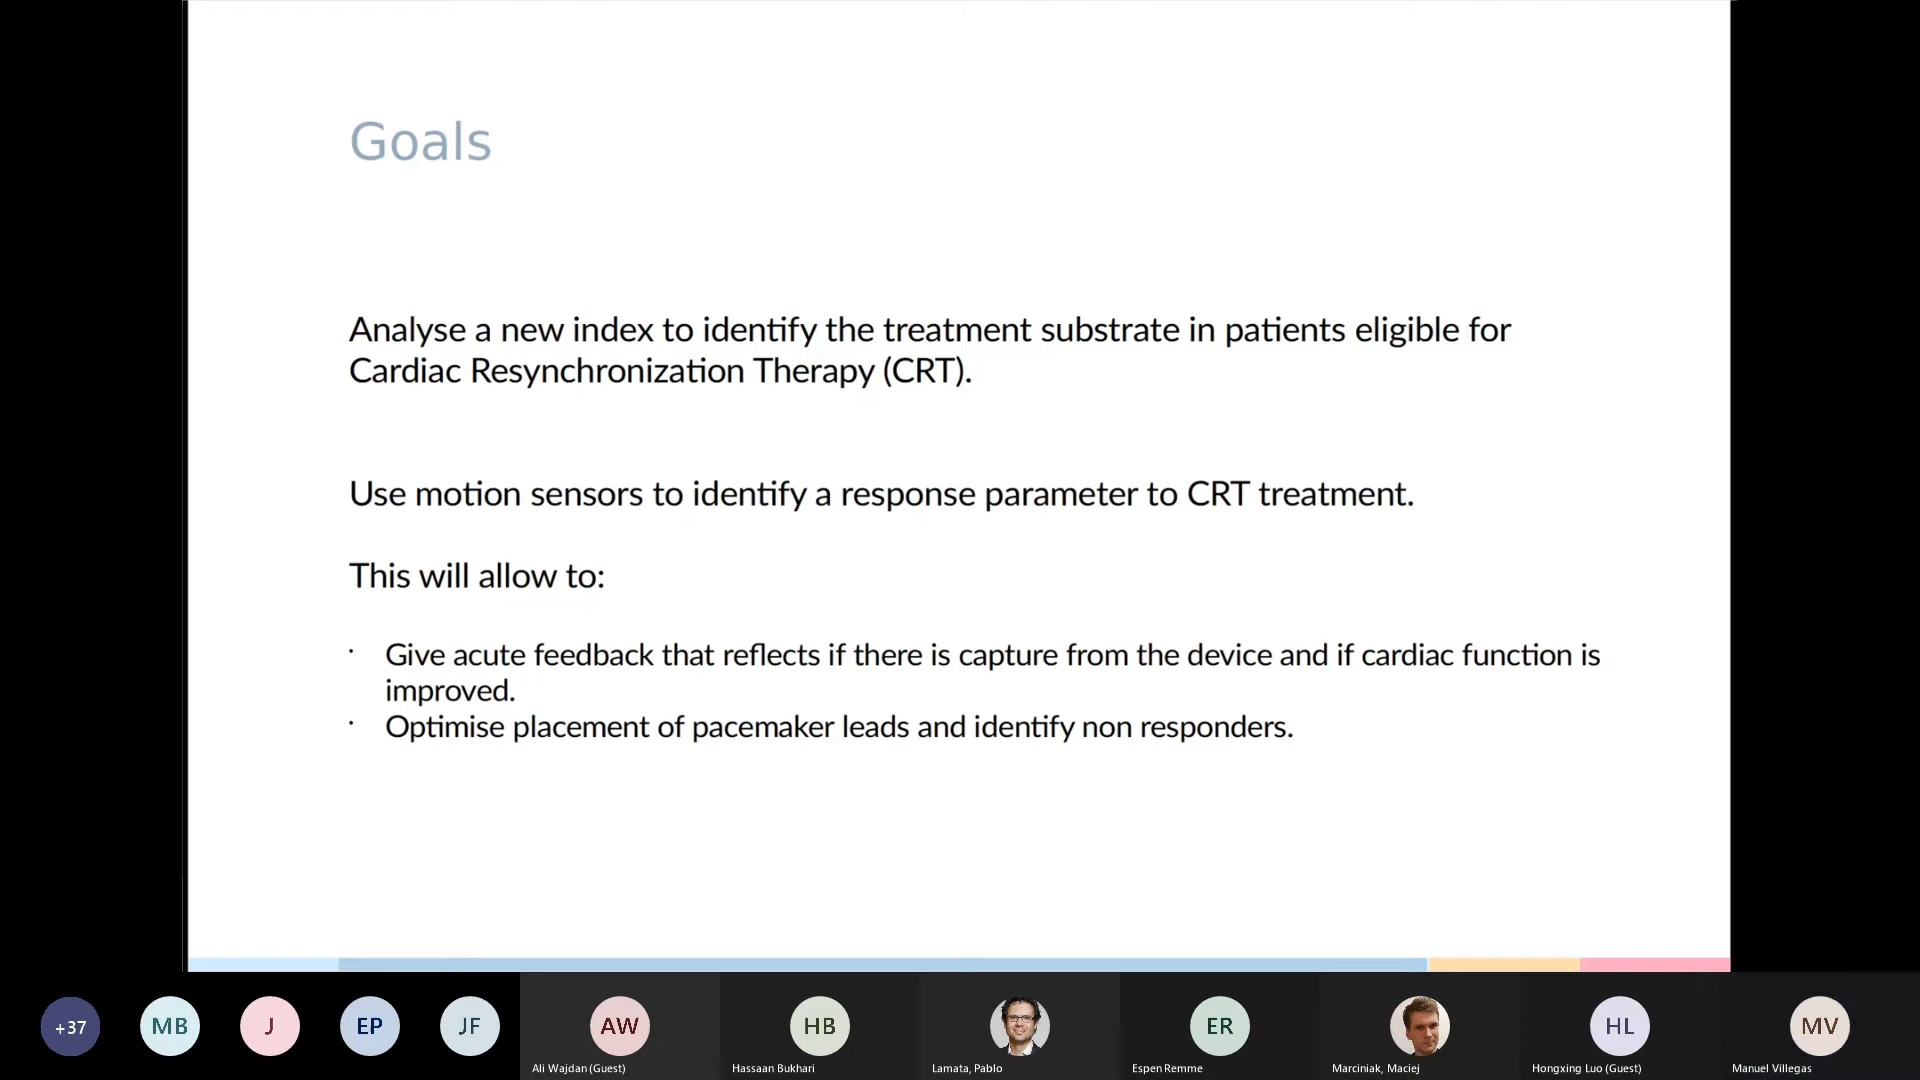 Goals
Analyse a new index to identify the treatment substrate in patients eligible for
Cardiac Resynchronization Therapy (CRT).
Use motion sensors to identify a response parameter to CRT treatment.
This will allow to:
· Give acute feedback that reflects if there is capture from the device and if cardiac function is
improved.
· Optimise placement of pacemaker leads and identify non responders.
+37
MB
J
EP
JF
AW
HB
ER
HL
MV
Ali Wajdan (Guest)
Hassaan Bukhari
Lamata, Pablo
Espen Remme
Marciniak, Maciej
Hongxing Luo (Guest)
Manuel Villegas